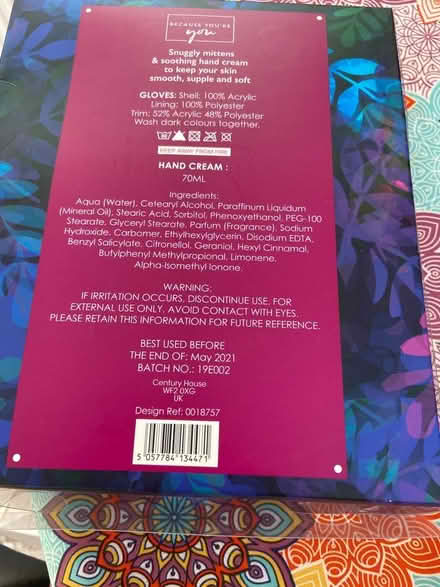 BECAUSE YOU'RE
you
Snuggly mittens
& soothing hand cream
to keep your skin
smooth, supple and soft
GLOVES: Shell: 100% Acrylic
Lining: 100% Polyester
Trim: 52% Acrylic 48% Polyester
Wash dark colours together.
KEEP AWAY FROM FIRE
HAND CREAM :
70ML
Ingredients:
Aqua (Water), Cetearyl Alcohol, Paraffinum Liquidum
(Mineral Oil), Stearic Acid, Sorbitol, Phenoxyethanol, PEG-100
Stearate, Glyceryl Stearate, Parfum (Fragrance), Sodium
Hydroxide, Carbomer, Ethylhexylglycerin, Disodium EDTA,
Benzyl Salicylate, Citronellol, Geraniol, Hexyl Cinnamal,
Butylphenyl Methylpropional, Limonene,
Alpha-Isomethyl Ionone.
WARNING:
IF IRRITATION OCCURS, DISCONTINUE USE, FOR
EXTERNAL USE ONLY. AVOID CONTACT WITH EYES.
PLEASE RETAIN THIS INFORMATION FOR FUTURE REFERENCE.
BEST USED BEFORE
THE END OF: May 2021
BATCH NO.: 19E002
Century House
WF2 0XG
UK
Design Ref: 0018757
5 057784 134471